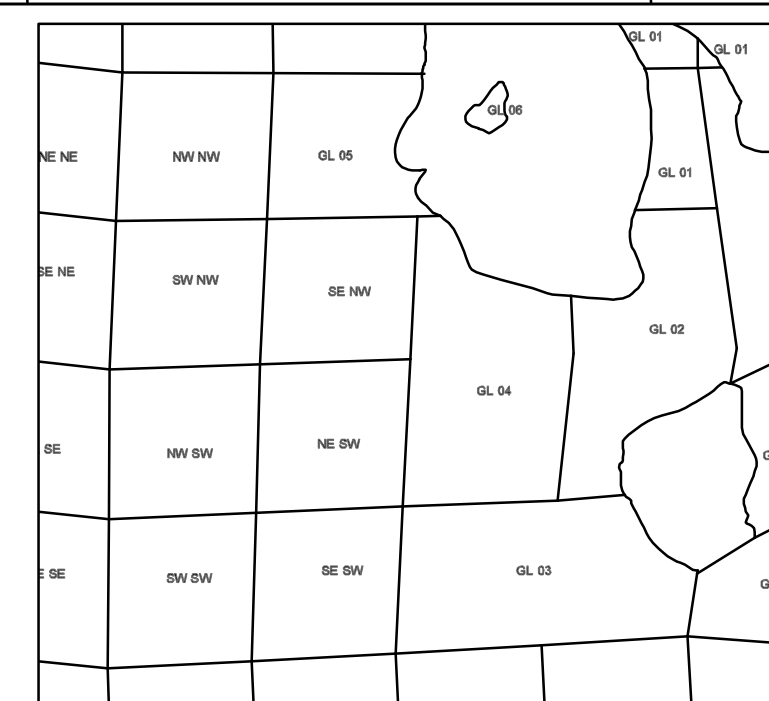 GL 01
GL 01
GL 06
NE NE
NW NW
GL 05
GL 01
SE NE
SW NW
SE NW
GL 02
GL 04
SE
NW SW
NE SW
SE
SW SW
SE SW
GL 03